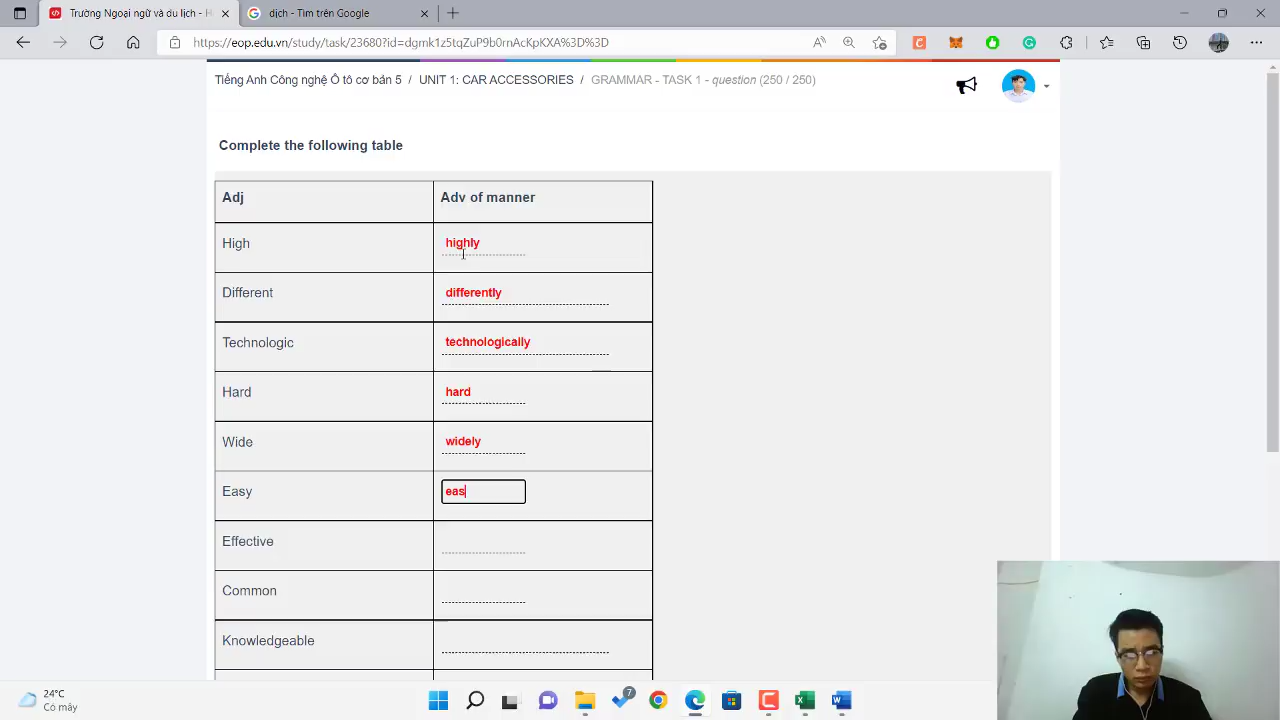 Trường Ngoại ngữ và du lịch - H
dịch - Tìm trên Google
https://eop.edu.vn/study/task/23680?id=dgmk1z5tqZuP9b0rnAcKpKXA%3D%3D
Tiếng Anh Công nghệ Ô tô cơ bản 5 / UNIT 1: CAR ACCESSORIES / GRAMMAR - TASK 1 - question (250 / 250)
Complete the following table
Adj Adv of manner
High highly
Different differently
Technologic technologically
Hard hard
Wide widely
Easy eas
Effective
Common
Knowledgeable
24°C
Có mây
7